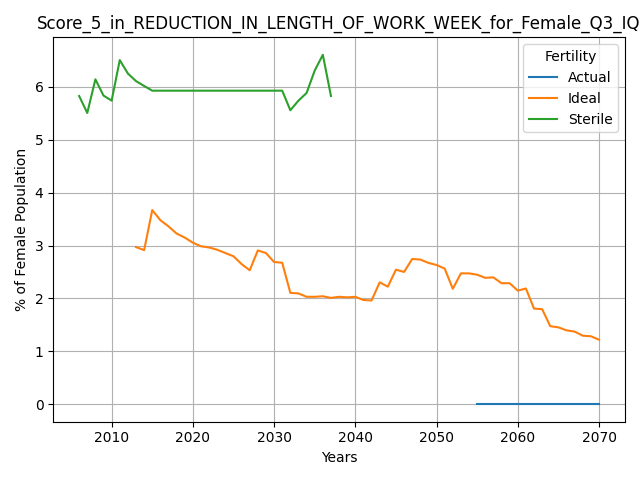 Score_5_in_REDUCTION_IN_LENGTH_OF_WORK_WEEK_for_Female_Q3_IQ
Fertility
Actual
Ideal
Sterile
% of Female Population
6
5
4
3
2
1
0
2010 2020 2030 2040 2050 2060 2070
Years